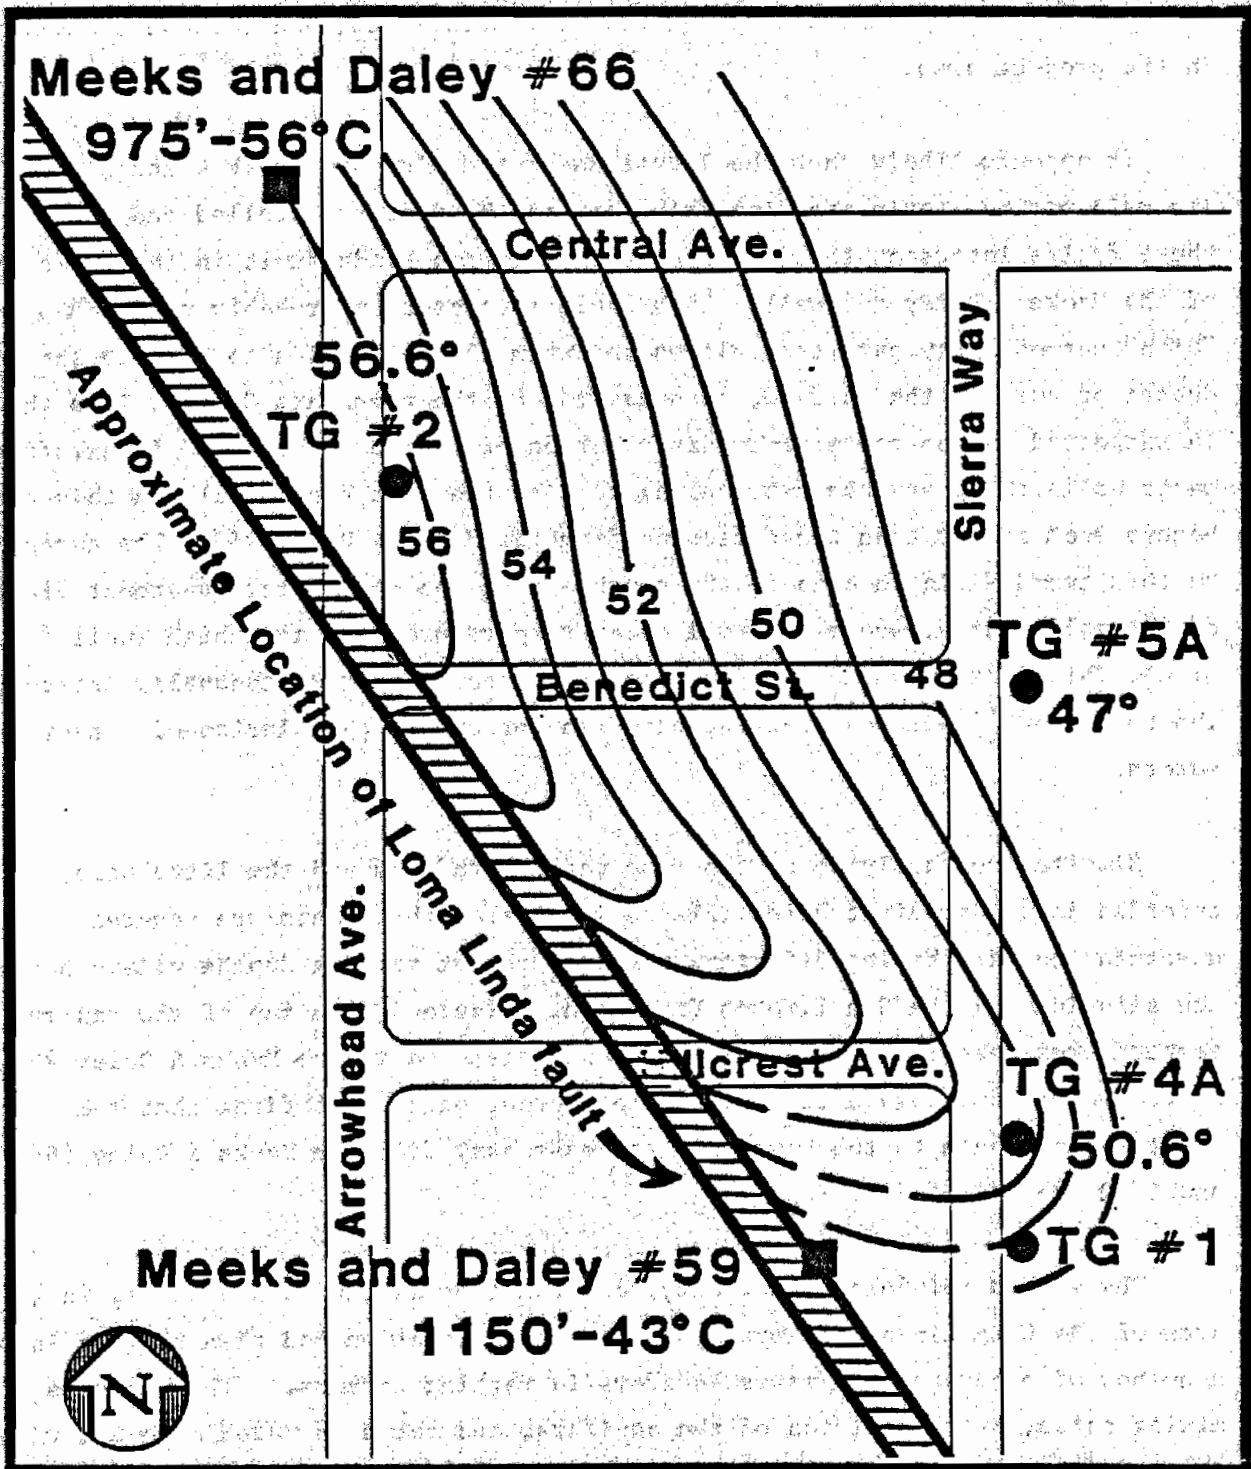 Meeks and Daley #66
975'-56°C
Central Ave.
56.6°
TG #2
Sierra Way
56
54
52
50
48
TG #5A
47°
Benedict St.
Approximate Location of Loma Linda fault
Arrowhead Ave.
Hilcrest Ave.
TG #4A
50.6°
TG #1
Meeks and Daley #59
1150'-43°C
N